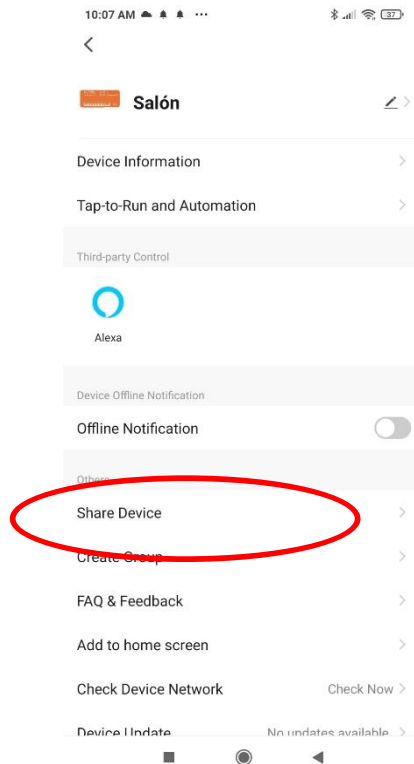 10:07 AM
37
Salón
Device Information
Tap-to-Run and Automation
Third-party Control
Alexa
Device Offline Notification
Offline Notification
Others
Share Device
Create Group
FAQ & Feedback
Add to home screen
Check Device Network Check Now
Device Update No updates available